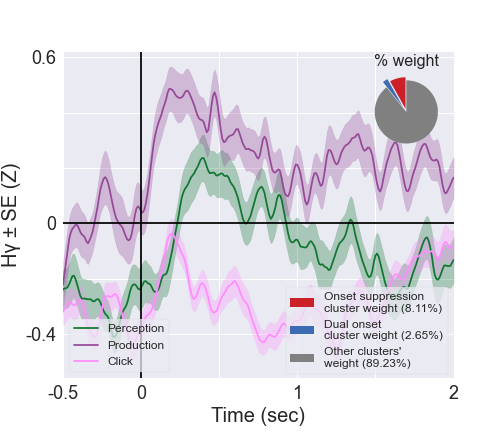 % weight
0.6
0
-0.4
Hγ ± SE (Z)
Perception
Production
Click
Onset suppression
cluster weight (8.11%)
Dual onset
cluster weight (2.65%)
Other clusters'
weight (89.23%)
-0.5
0
1
2
Time (sec)